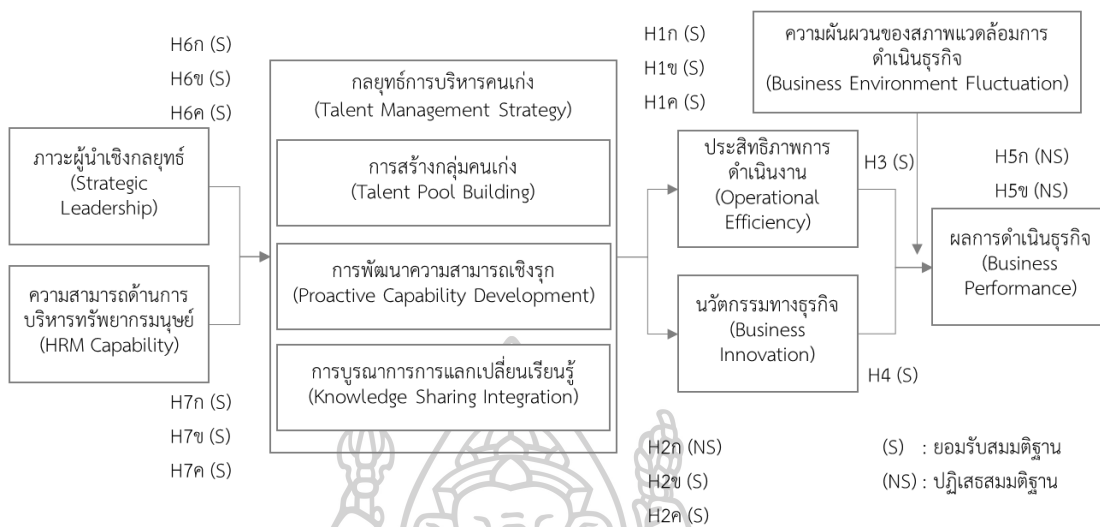 H6ก (S)
H6ข (S)
H6ค (S)
ภาวะผู้นำเชิงกลยุทธ์
(Strategic
Leadership)
ความสามารถด้านการ
บริหารทรัพยากรมนุษย์
(HRM Capability)
H7ก (S)
H7ข (S)
H7ค (S)
กลยุทธ์การบริหารคนเก่ง
(Talent Management Strategy)
การสร้างกลุ่มคนเก่ง
(Talent Pool Building)
การพัฒนาความสามารถเชิงรุก
(Proactive Capability Development)
การบูรณาการการแลกเปลี่ยนเรียนรู้
(Knowledge Sharing Integration)
H1ก (S)
H1ข (S)
H1ค (S)
ความผันผวนของสภาพแวดล้อมการ
ดำเนินธุรกิจ
(Business Environment Fluctuation)
ประสิทธิภาพการ
ดำเนินงาน
(Operational
Efficiency)
H3 (S)
นวัตกรรมทางธุรกิจ
(Business
Innovation)
H4 (S)
H5ก (NS)
H5ข (NS)
ผลการดำเนินธุรกิจ
(Business
Performance)
H2ก (NS)
H2ข (S)
H2ค (S)
(S) : ยอมรับสมมติฐาน
(NS) : ปฏิเสธสมมติฐาน